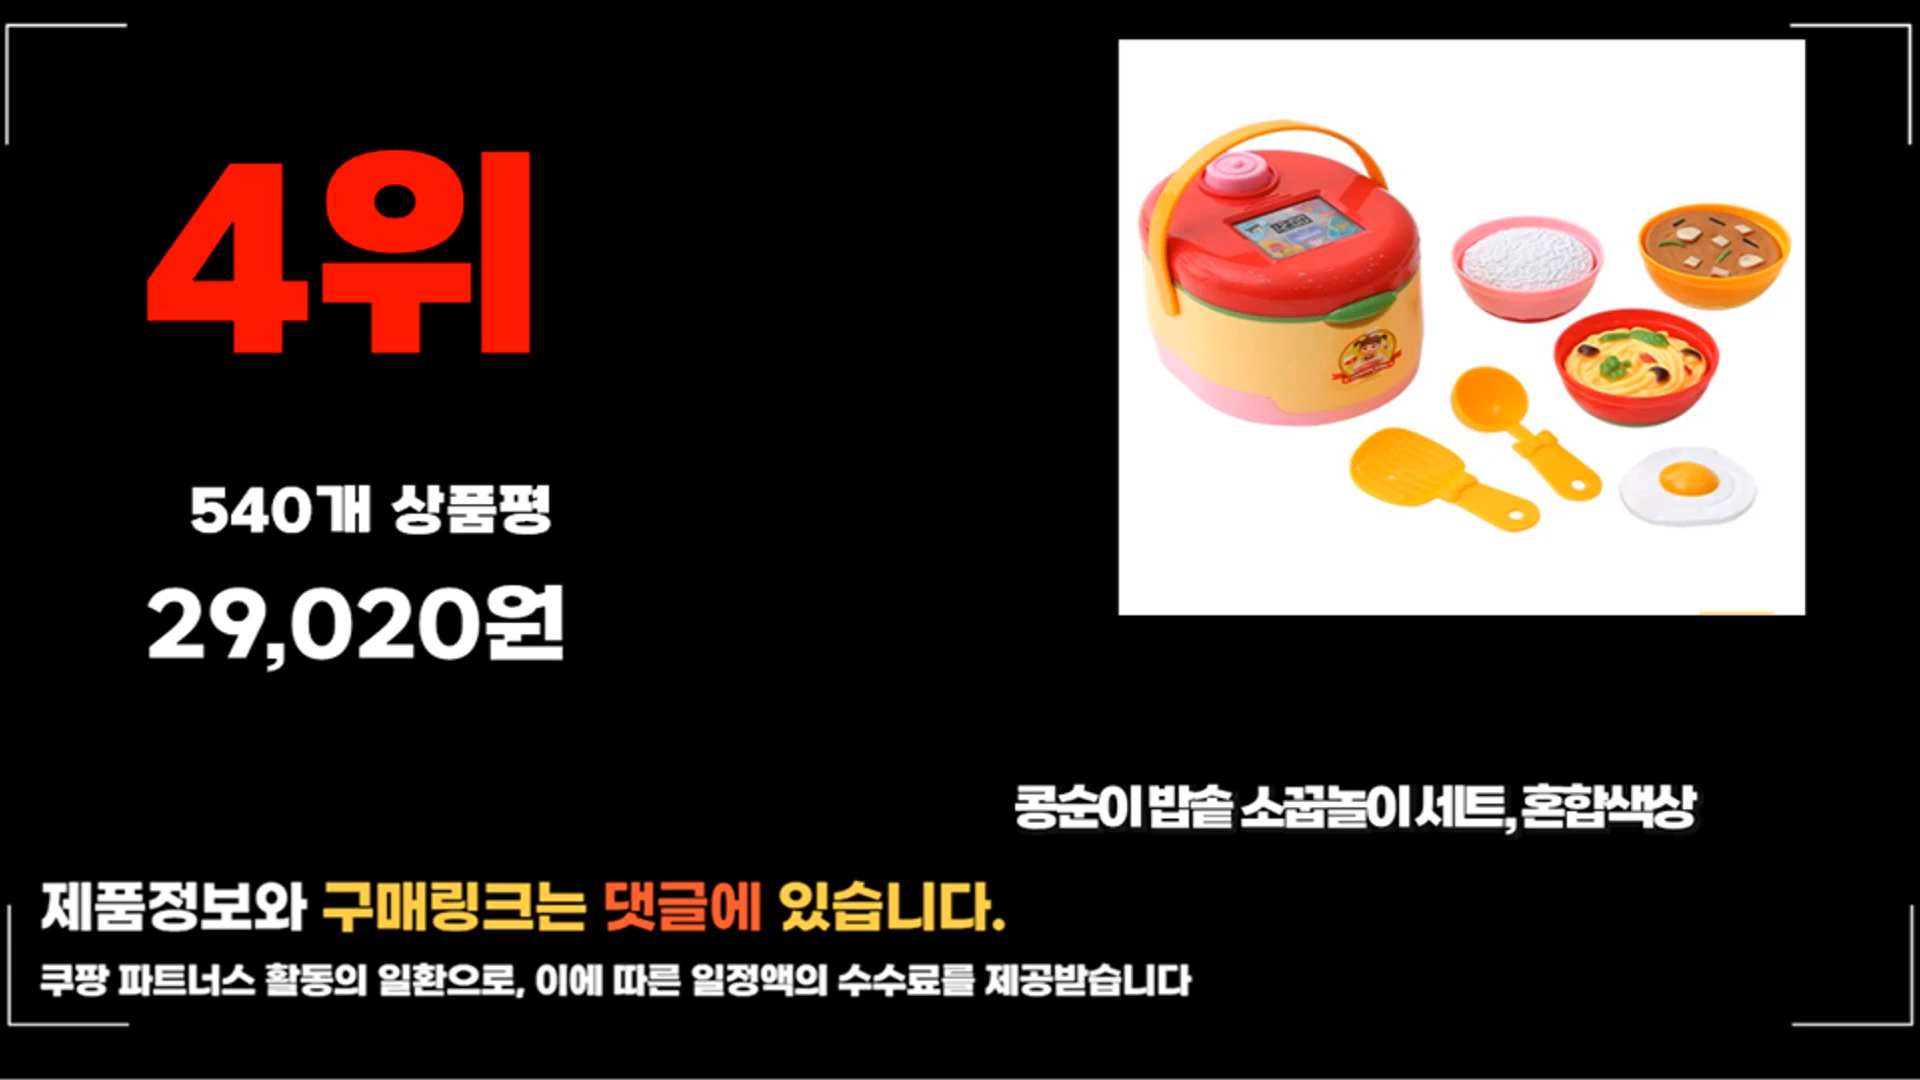 4위
540개 상품평
29,020원
콩순이 밥솥 소꿉놀이 세트, 혼합색상
제품정보와 구매링크는 댓글에 있습니다.
쿠팡 파트너스 활동의 일환으로, 이에 따른 일정액의 수수료를 제공받습니다